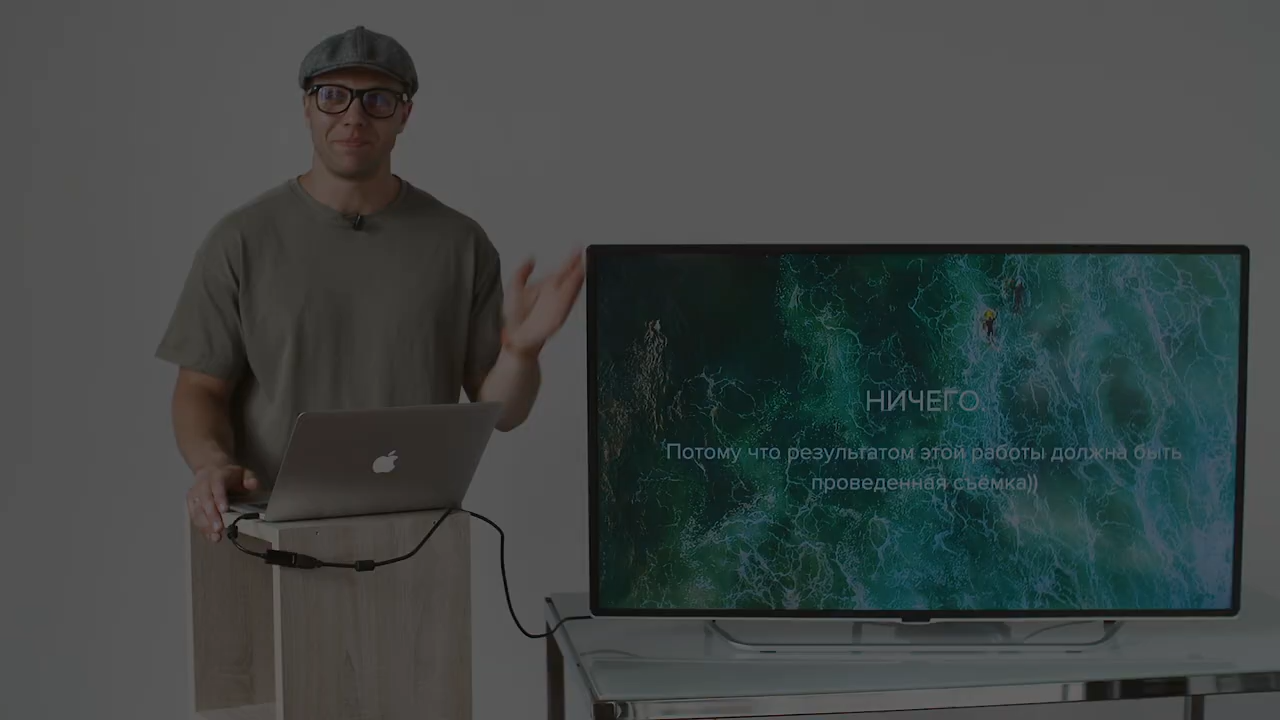 НИЧЕГО.
Потому что результатом этой работы должна быть
проведенная съёмка))